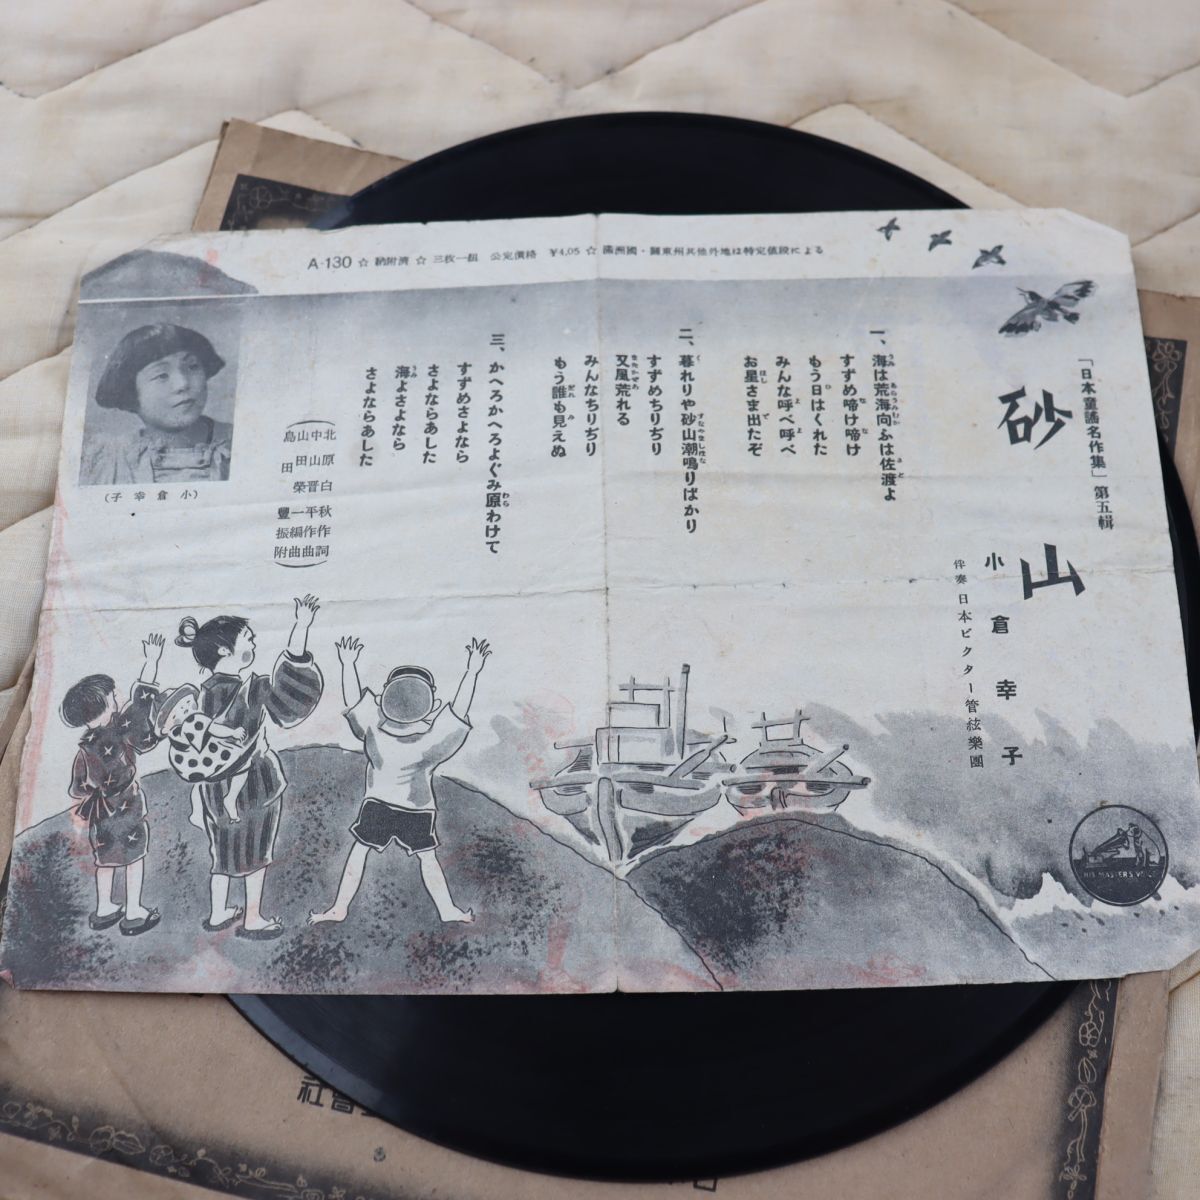 A-130 ☆ 納附濟 ☆ 三枚一組 公定價格 ¥4.05 ☆ 滿洲國・關東州其他外地は特定値段による
「日本童謠名作集」第五輯
砂山
小倉幸子
伴奏 日本ビクター管絃樂團
一、海は荒海向ふは佐渡よ
すずめ啼け啼け
もう日はくれた
みんな呼べ呼べ
お星さま出たぞ
二、暮れりや砂山潮鳴りばかり
すずめちりぢり
又風荒れる
みんなちりぢり
もう誰も見えぬ
三、かへろかへろよぐみ原わけて
すずめさよなら
さよならあした
海よさよなら
さよならあした
北原白秋作詞
中山晋平作曲
山田榮一編曲
島田豐振附
(小倉幸子)
HIS MASTER'S VOICE
社會